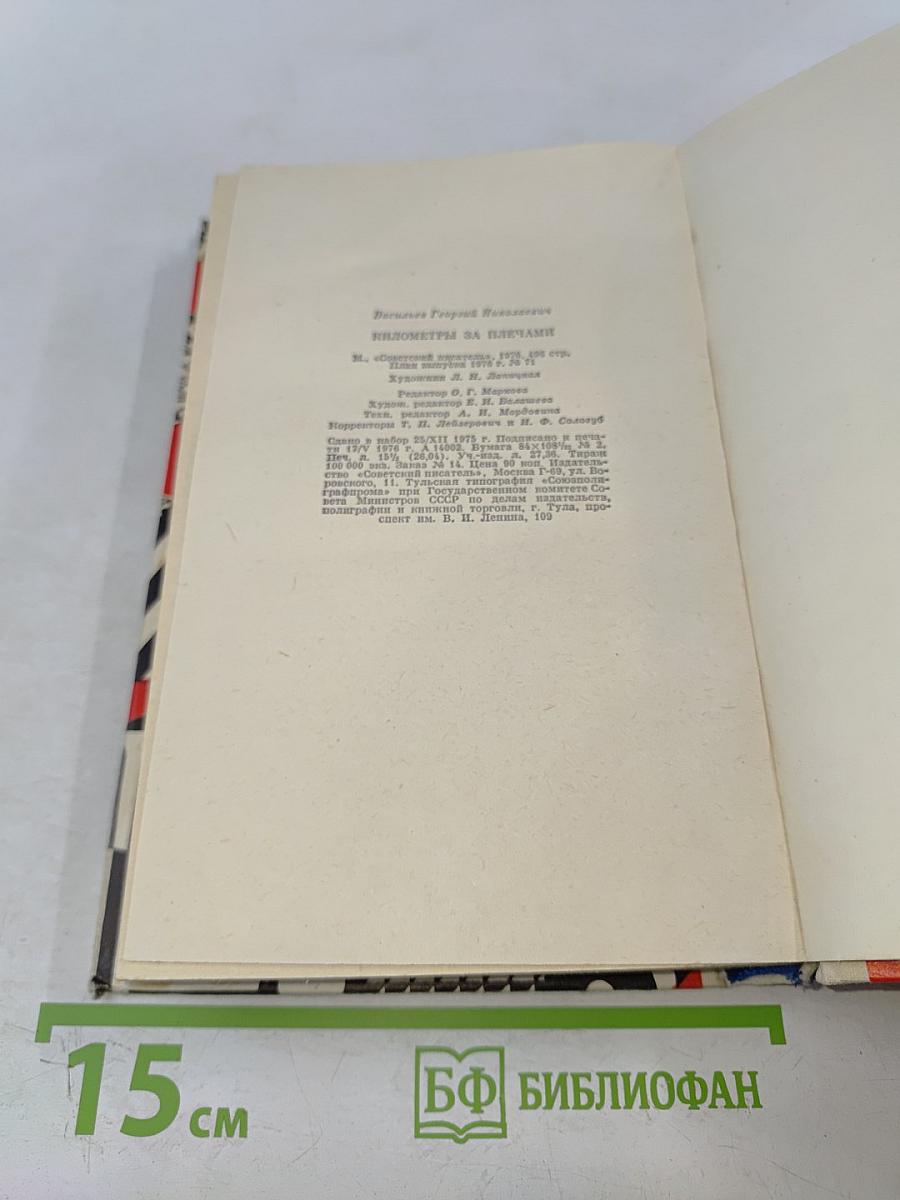 Васильев Георгий Николаевич
КИЛОМЕТРЫ ЗА ПЛЕЧАМИ
М., «Советский писатель», 1976, 496 стр.
План выпуска 1976 г. № 71
Художник Л. Н. Лапицкая
Редактор О. Г. Маркова
Худож. редактор Е. И. Балашева
Техн. редактор А. И. Мордовина
Корректоры Т. П. Лейзерович и Н. Ф. Сологуб
Сдано в набор 25/XII 1975 г. Подписано к печа-
ти 17/V 1976 г. А 14002. Бумага 84×108¹/₃₂ № 2.
Печ. л. 15½ (26,04). Уч.-изд. л. 27,36. Тираж
100 000 экз. Заказ № 14. Цена 90 коп. Издатель-
ство «Советский писатель», Москва Г-69, ул. Во-
ровского, 11. Тульская типография «Союзполи-
графпрома» при Государственном комитете Со-
вета Министров СССР по делам издательств,
полиграфии и книжной торговли, г. Тула, про-
спект им. В. И. Ленина, 109
15 см
БФ БИБЛИОФАН